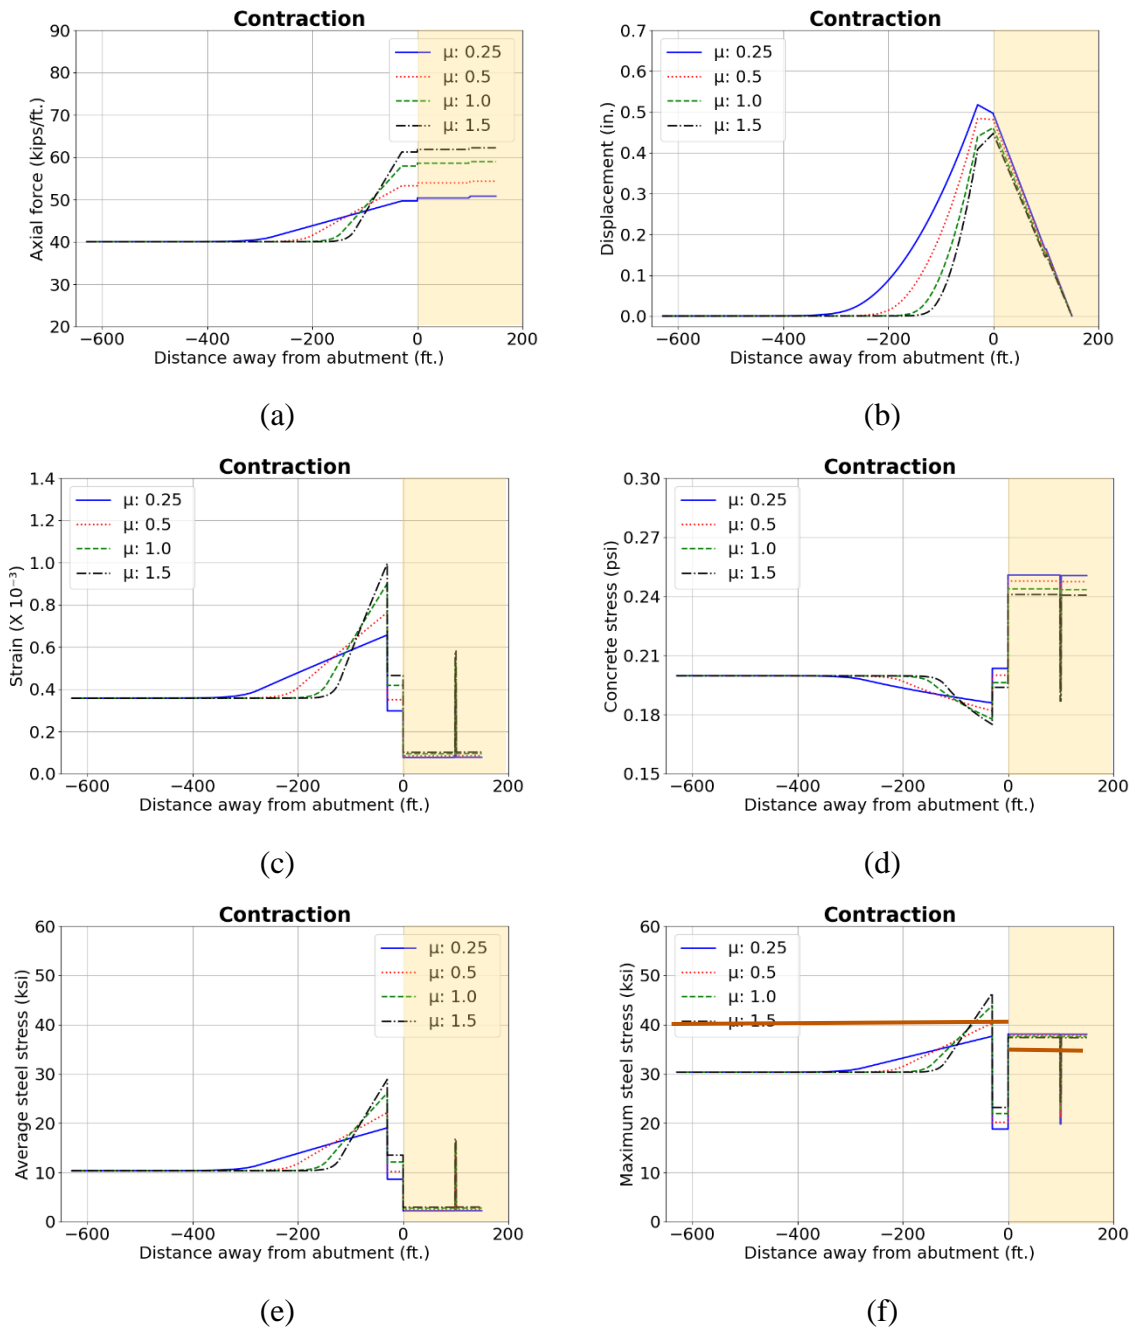 Contraction
Axial force (kips/ft.)
90
80
70
60
50
40
30
20
μ: 0.25
μ: 0.5
μ: 1.0
μ: 1.5
−600 −400 −200 0 200
Distance away from abutment (ft.)
(a)
Contraction
Displacement (in.)
0.7
0.6
0.5
0.4
0.3
0.2
0.1
0.0
μ: 0.25
μ: 0.5
μ: 1.0
μ: 1.5
−600 −400 −200 0 200
Distance away from abutment (ft.)
(b)
Contraction
Strain (X 10⁻³)
1.4
1.2
1.0
0.8
0.6
0.4
0.2
0.0
μ: 0.25
μ: 0.5
μ: 1.0
μ: 1.5
−600 −400 −200 0 200
Distance away from abutment (ft.)
(c)
Contraction
Concrete stress (psi)
0.30
0.27
0.24
0.21
0.18
0.15
μ: 0.25
μ: 0.5
μ: 1.0
μ: 1.5
−600 −400 −200 0 200
Distance away from abutment (ft.)
(d)
Contraction
Average steel stress (ksi)
60
50
40
30
20
10
0
μ: 0.25
μ: 0.5
μ: 1.0
μ: 1.5
−600 −400 −200 0 200
Distance away from abutment (ft.)
(e)
Contraction
Maximum steel stress (ksi)
60
50
40
30
20
10
0
μ: 0.25
μ: 0.5
μ: 1.0
μ: 1.5
−600 −400 −200 0 200
Distance away from abutment (ft.)
(f)